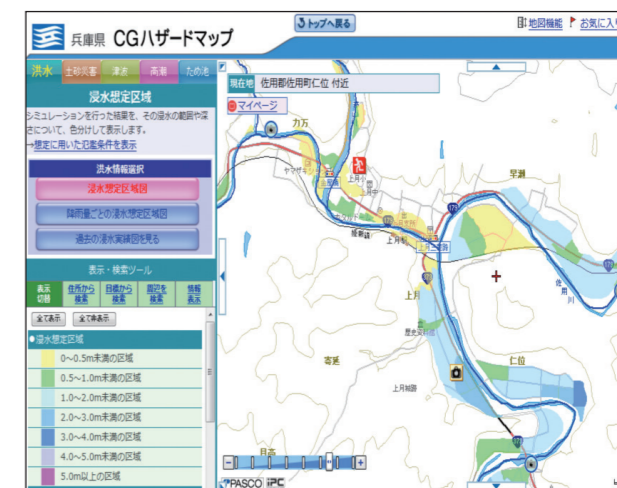 兵庫県 CGハザードマップ
トップへ戻る
地図機能
お気に入り
洪水
土砂災害
津波
高潮
ため池
浸水想定区域
シミュレーションを行った結果を、その浸水の範囲や深
さについて、色分けして表示します。
→想定に用いた氾濫条件を表示
洪水情報選択
浸水想定区域図
降雨量ごとの浸水想定区域図
過去の浸水実績図を見る
表示・検索ツール
表示
切替
住所から
検索
目標から
検索
周辺を
検索
情報
表示
全て表示
全て非表示
浸水想定区域
0～0.5m未満の区域
0.5～1.0m未満の区域
1.0～2.0m未満の区域
2.0～3.0m未満の区域
3.0～4.0m未満の区域
4.0～5.0m未満の区域
5.0m以上の区域
現在地 佐用郡佐用町仁位 付近
マイページ
力万
早瀬
上月
佐用川
寄延
仁位
上月城跡
目高
PASCO iPC